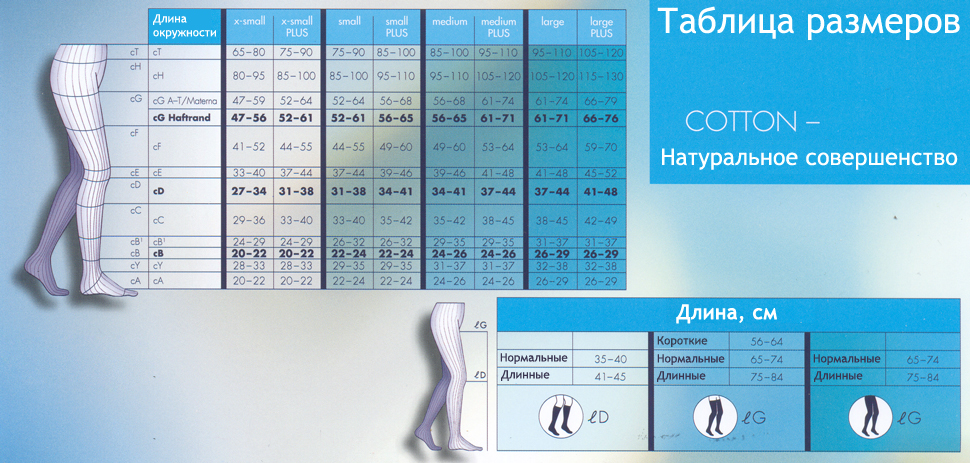 Таблица размеров
COTTON –
Натуральное совершенство
Длина окружности x-small x-small PLUS small small PLUS medium medium PLUS large large PLUS
cT cT 65–80 75–90 75–90 85–100 85–100 95–110 95–110 105–120
cH cH 80–95 85–100 85–100 95–110 95–110 105–120 105–120 115–130
cG cG A–T/Materna 47–59 52–64 52–64 56–68 56–68 61–74 61–74 66–79
cG Haftrand 47–56 52–61 52–61 56–65 56–65 61–71 61–71 66–76
cF cF 41–52 44–55 44–55 49–60 49–60 53–64 53–64 59–70
cE cE 33–40 37–44 37–44 39–46 39–46 41–48 41–48 45–52
cD cD 27–34 31–38 31–38 34–41 34–41 37–44 37–44 41–48
cC cC 29–36 33–40 33–40 35–42 35–42 38–45 38–45 42–49
cB¹ cB¹ 24–29 24–29 26–32 26–32 29–35 29–35 31–37 31–37
cB cB 20–22 20–22 22–24 22–24 24–26 24–26 26–29 26–29
cY cY 28–33 28–33 29–35 29–35 31–37 31–37 32–38 32–38
cA cA 20–22 20–22 22–24 22–24 24–26 24–26 26–29 26–29
ℓG
ℓD
Длина, см
Короткие 56–64
Нормальные 35–40 Нормальные 65–74 Нормальные 65–74
Длинные 41–45 Длинные 75–84 Длинные 75–84
ℓD ℓG ℓG